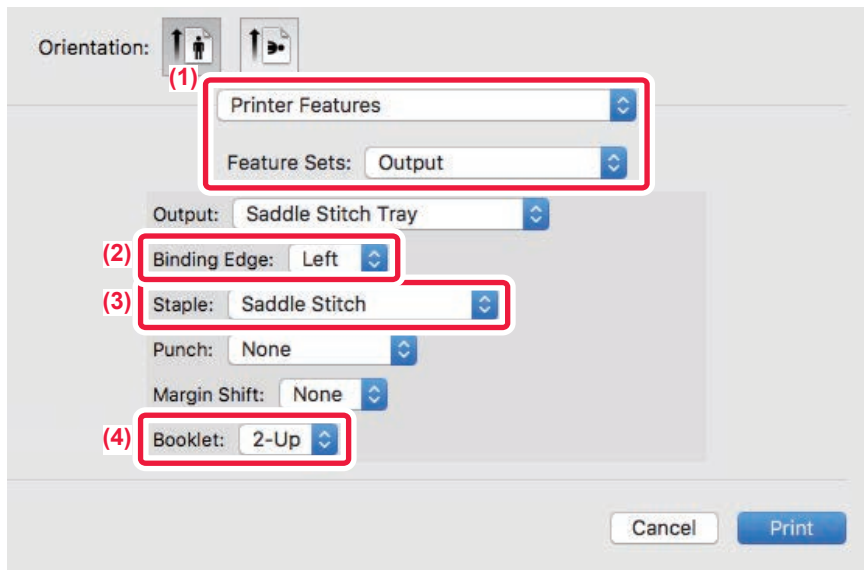 Orientation:
(1)
Printer Features
Feature Sets: Output
Output: Saddle Stitch Tray
(2) Binding Edge: Left
(3) Staple: Saddle Stitch
Punch: None
Margin Shift: None
(4) Booklet: 2-Up
Cancel Print